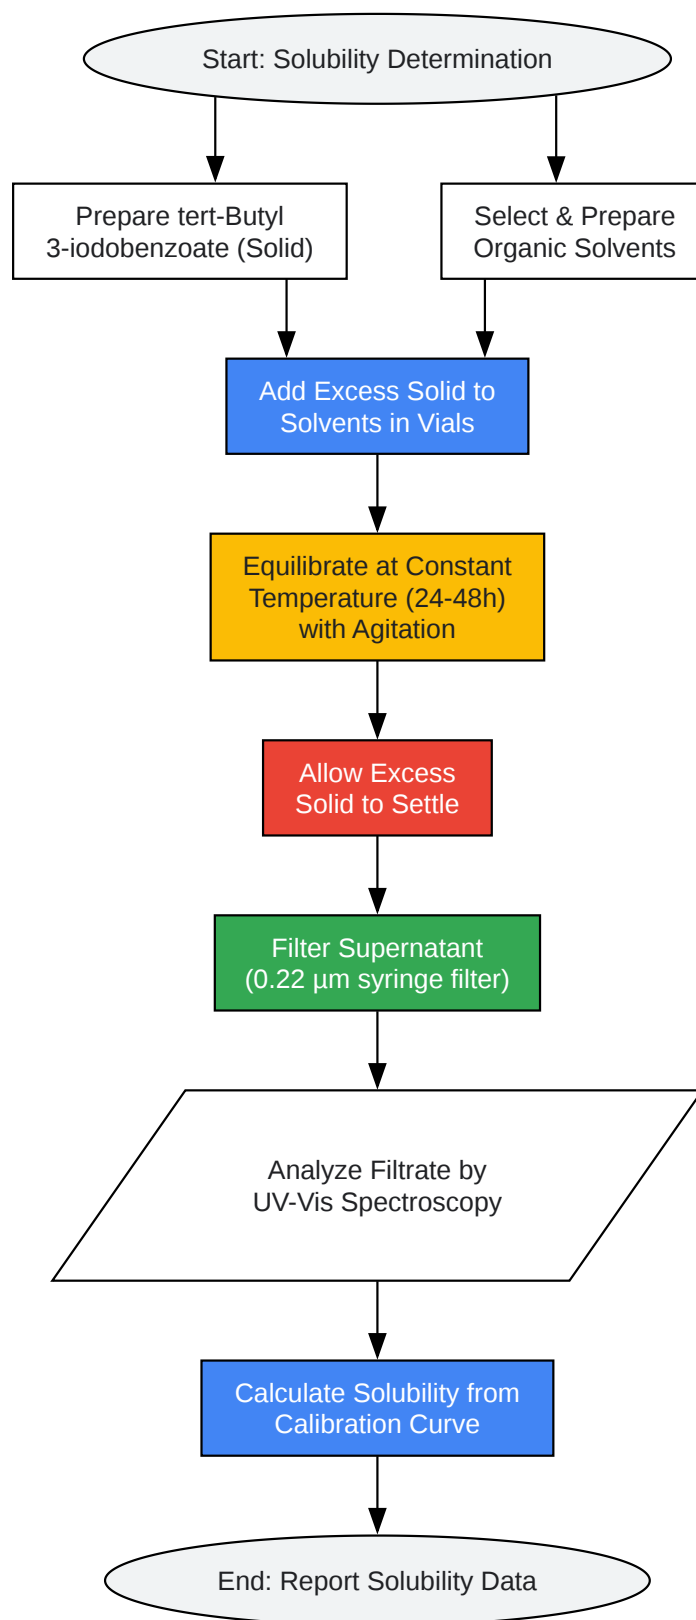 Start: Solubility Determination
Prepare tert-Butyl
3-iodobenzoate (Solid)
Select & Prepare
Organic Solvents
Add Excess Solid to
Solvents in Vials
Equilibrate at Constant
Temperature (24-48h)
with Agitation
Allow Excess
Solid to Settle
Filter Supernatant
(0.22 µm syringe filter)
Analyze Filtrate by
UV-Vis Spectroscopy
Calculate Solubility from
Calibration Curve
End: Report Solubility Data